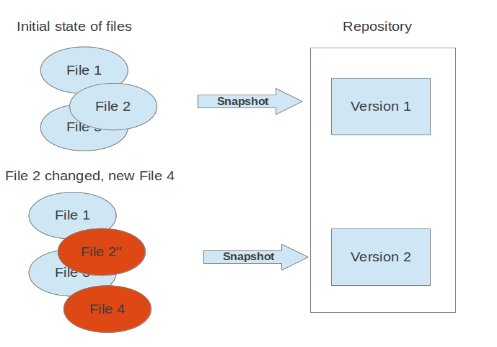 Initial state of files
Repository
File 1
File 2
Snapshot
Version 1
File 2 changed, new File 4
File 1
File 2"
Snapshot
Version 2
File 4